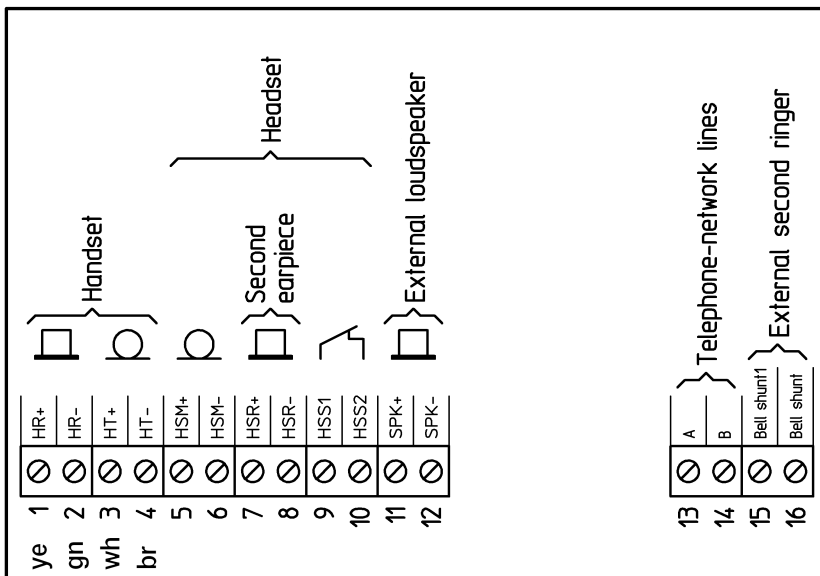 Headset
Handset
Second
earpiece
External loudspeaker
Telephone-network lines
External second ringer
HR+
HR-
HT+
HT-
HSM+
HSM-
HSR+
HSR-
HSS1
HSS2
SPK+
SPK-
A
B
Bell shunt1
Bell shunt
1
2
3
4
5
6
7
8
9
10
11
12
13
14
15
16
ye
gn
wh
br